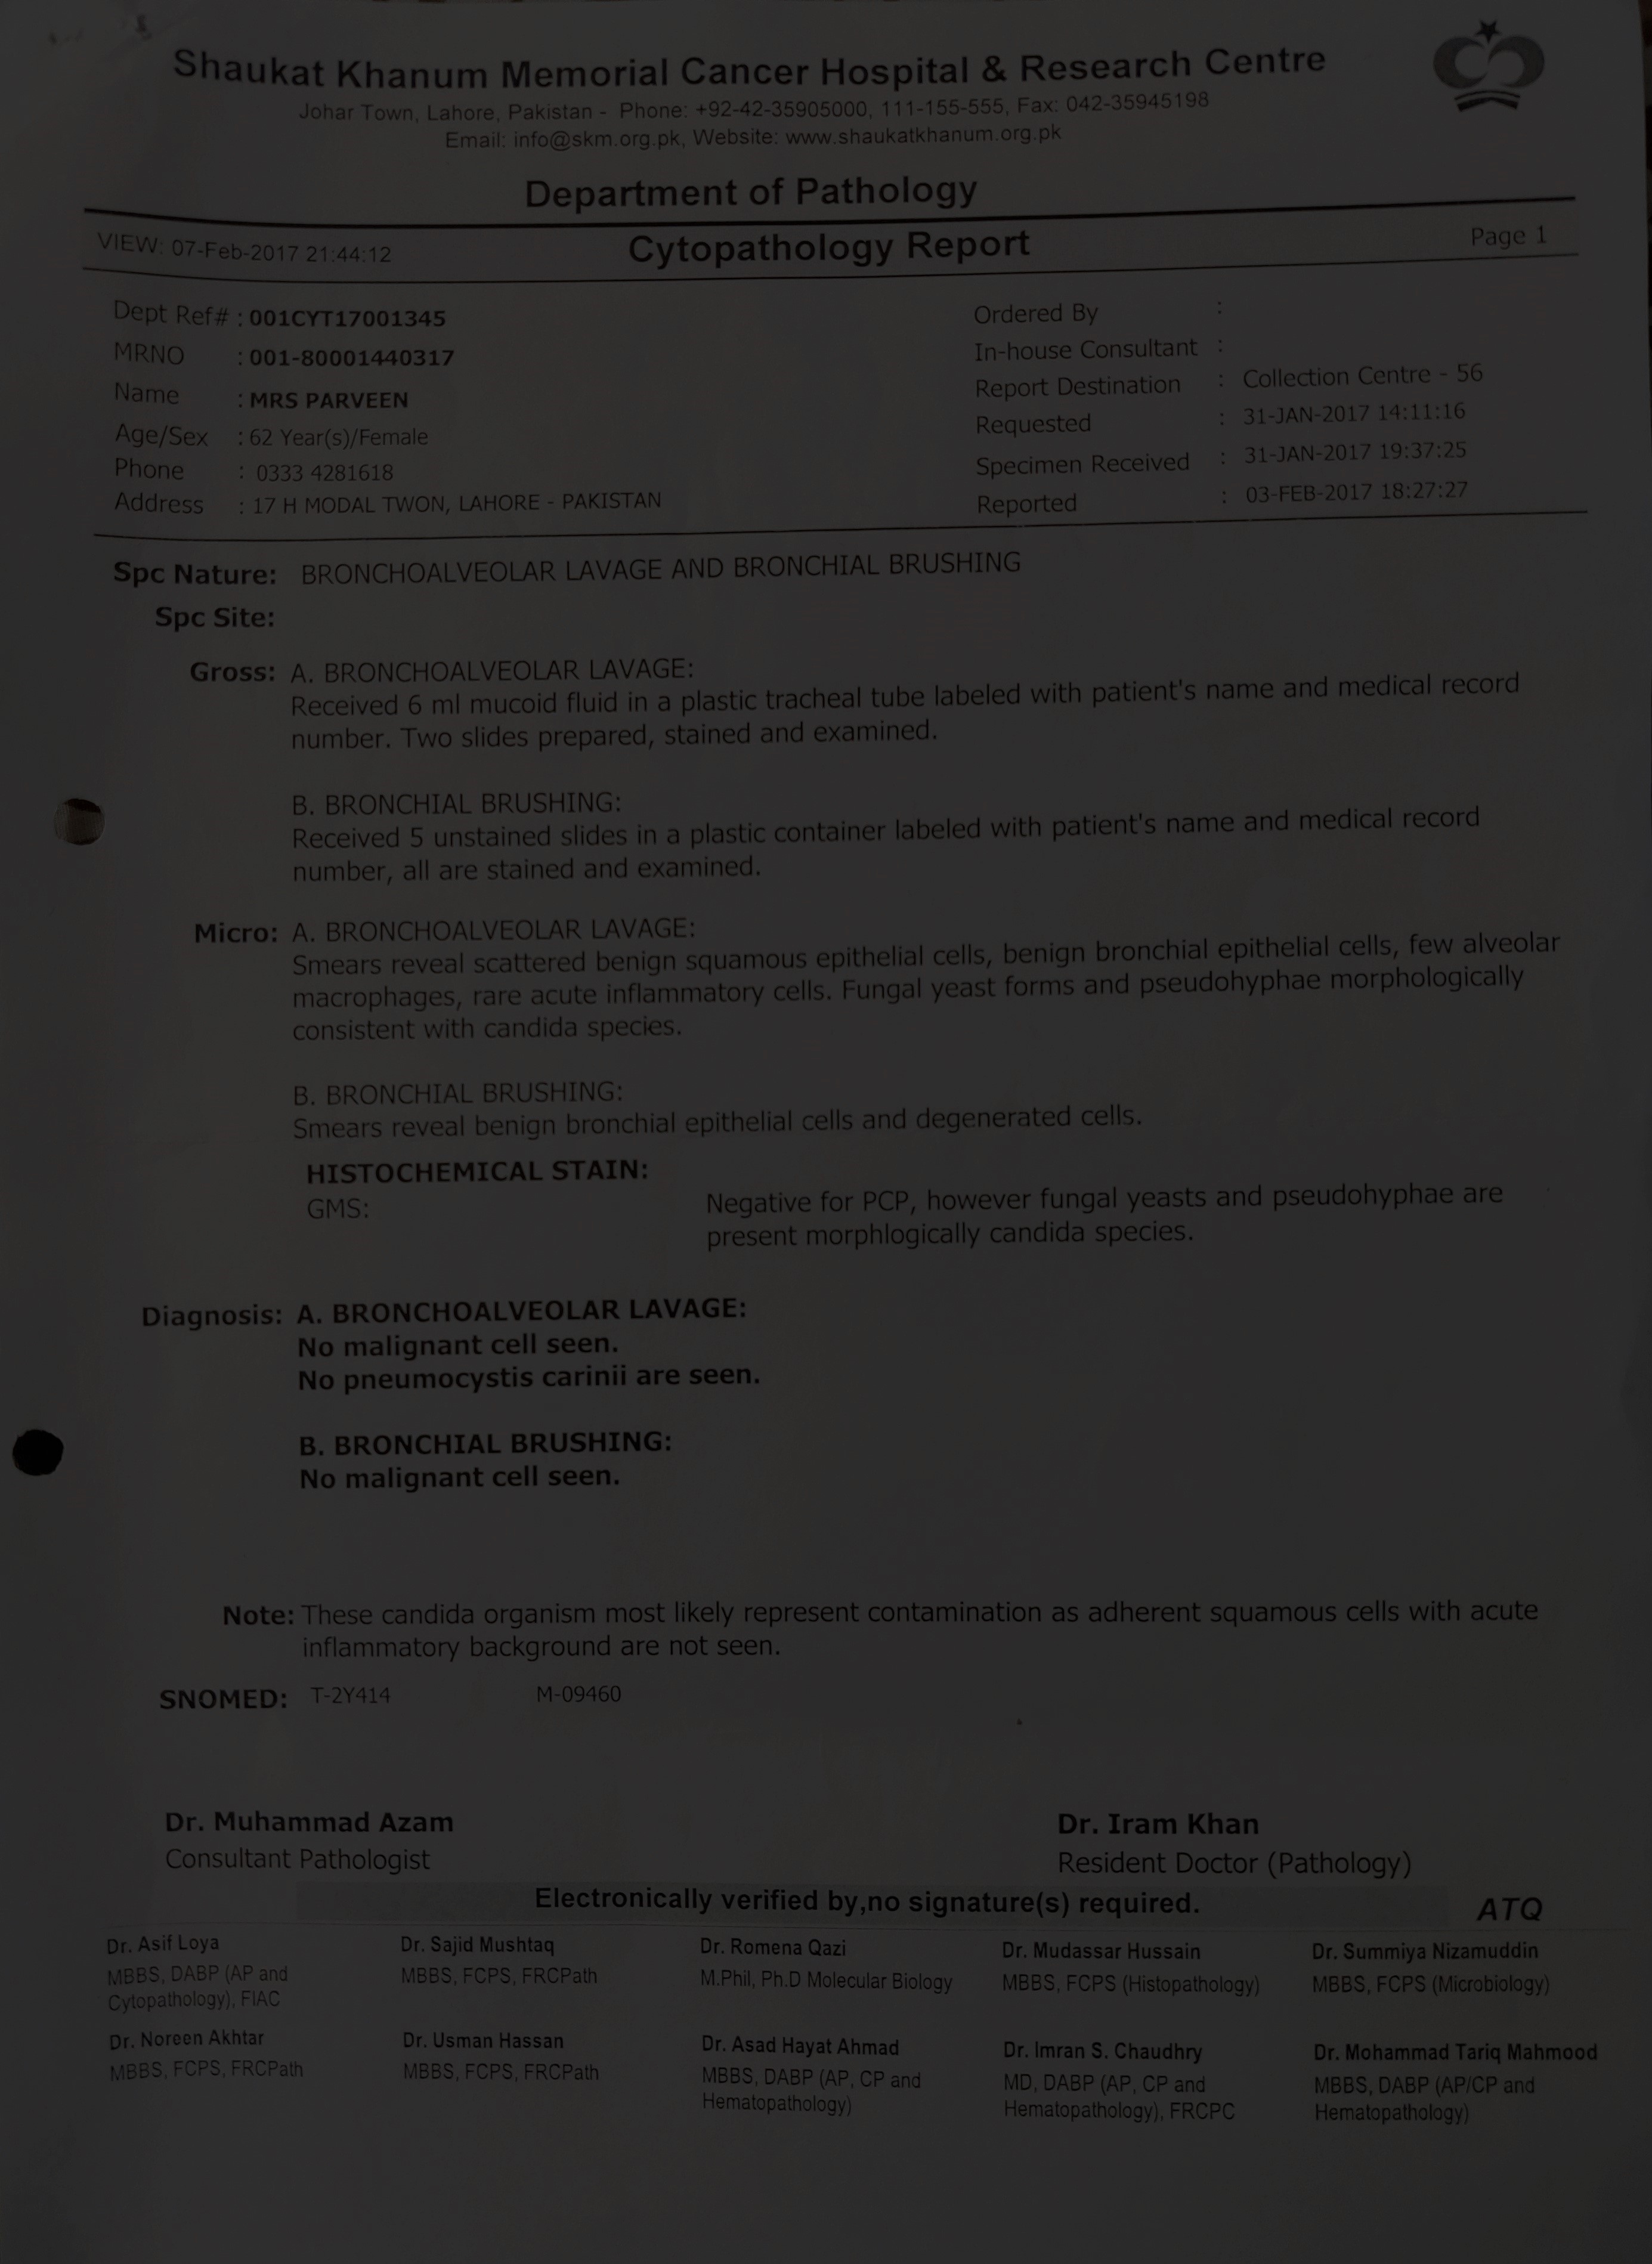 Shaukat Khanum Memorial Cancer Hospital & Research Centre
Johar Town, Lahore, Pakistan - Phone: +92-42-35905000, 111-155-555, Fax: 042-35945198
Email: info@skm.org.pk, Website: www.shaukatkhanum.org.pk
Department of Pathology
VIEW: 07-Feb-2017 21:44:12 Cytopathology Report Page 1
Dept Ref# : 001CYT17001345 Ordered By :
MRNO : 001-80001440317 In-house Consultant :
Name : MRS PARVEEN Report Destination : Collection Centre - 56
Age/Sex : 62 Year(s)/Female Requested : 31-JAN-2017 14:11:16
Phone : 0333 4281618 Specimen Received : 31-JAN-2017 19:37:25
Address : 17 H MODAL TWON, LAHORE - PAKISTAN Reported : 03-FEB-2017 18:27:27
Spc Nature: BRONCHOALVEOLAR LAVAGE AND BRONCHIAL BRUSHING
Spc Site:
Gross: A. BRONCHOALVEOLAR LAVAGE:
Received 6 ml mucoid fluid in a plastic tracheal tube labeled with patient's name and medical record
number. Two slides prepared, stained and examined.
B. BRONCHIAL BRUSHING:
Received 5 unstained slides in a plastic container labeled with patient's name and medical record
number, all are stained and examined.
Micro: A. BRONCHOALVEOLAR LAVAGE:
Smears reveal scattered benign squamous epithelial cells, benign bronchial epithelial cells, few alveolar
macrophages, rare acute inflammatory cells. Fungal yeast forms and pseudohyphae morphologically
consistent with candida species.
B. BRONCHIAL BRUSHING:
Smears reveal benign bronchial epithelial cells and degenerated cells.
HISTOCHEMICAL STAIN:
GMS: Negative for PCP, however fungal yeasts and pseudohyphae are
present morphlogically candida species.
Diagnosis: A. BRONCHOALVEOLAR LAVAGE:
No malignant cell seen.
No pneumocystis carinii are seen.
B. BRONCHIAL BRUSHING:
No malignant cell seen.
Note: These candida organism most likely represent contamination as adherent squamous cells with acute
inflammatory background are not seen.
SNOMED: T-2Y414 M-09460
Dr. Muhammad Azam Dr. Iram Khan
Consultant Pathologist Resident Doctor (Pathology)
Electronically verified by,no signature(s) required. ATQ
Dr. Asif Loya Dr. Sajid Mushtaq Dr. Romena Qazi Dr. Mudassar Hussain Dr. Summiya Nizamuddin
MBBS, DABP (AP and MBBS, FCPS, FRCPath M.Phil, Ph.D Molecular Biology MBBS, FCPS (Histopathology) MBBS, FCPS (Microbiology)
Cytopathology), FIAC
Dr. Noreen Akhtar Dr. Usman Hassan Dr. Asad Hayat Ahmad Dr. Imran S. Chaudhry Dr. Mohammad Tariq Mahmood
MBBS, FCPS, FRCPath MBBS, FCPS, FRCPath MBBS, DABP (AP, CP and MD, DABP (AP, CP and MBBS, DABP (AP/CP and
Hematopathology) Hematopathology), FRCPC Hematopathology)